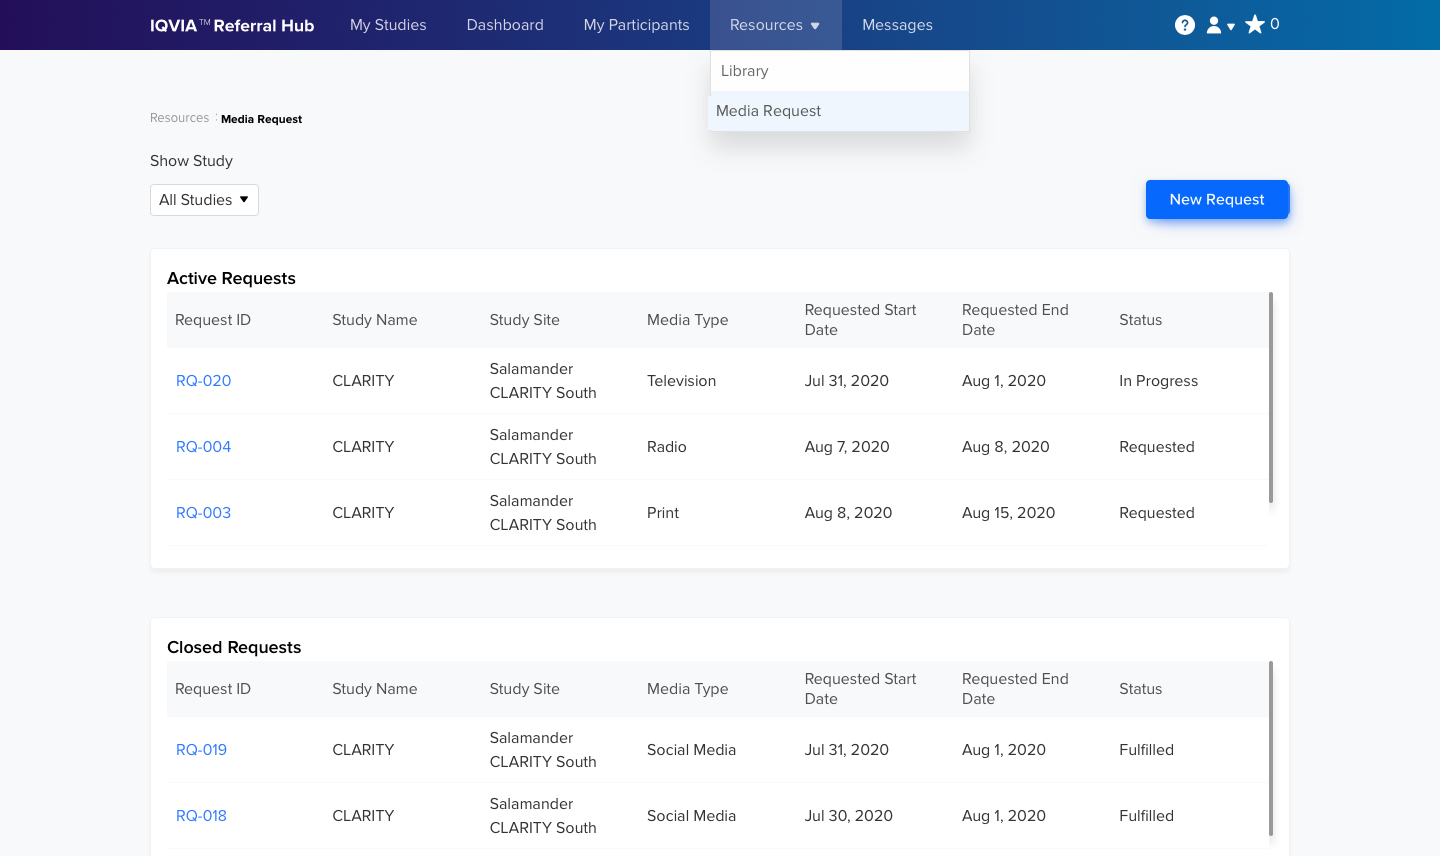 IQVIA™ Referral Hub My Studies Dashboard My Participants Resources Messages 0
Library
Media Request
Resources : Media Request
Show Study
All Studies
New Request
Active Requests
Request ID Study Name Study Site Media Type Requested Start Date Requested End Date Status
RQ-020 CLARITY Salamander CLARITY South Television Jul 31, 2020 Aug 1, 2020 In Progress
RQ-004 CLARITY Salamander CLARITY South Radio Aug 7, 2020 Aug 8, 2020 Requested
RQ-003 CLARITY Salamander CLARITY South Print Aug 8, 2020 Aug 15, 2020 Requested
Closed Requests
Request ID Study Name Study Site Media Type Requested Start Date Requested End Date Status
RQ-019 CLARITY Salamander CLARITY South Social Media Jul 31, 2020 Aug 1, 2020 Fulfilled
RQ-018 CLARITY Salamander CLARITY South Social Media Jul 30, 2020 Aug 1, 2020 Fulfilled